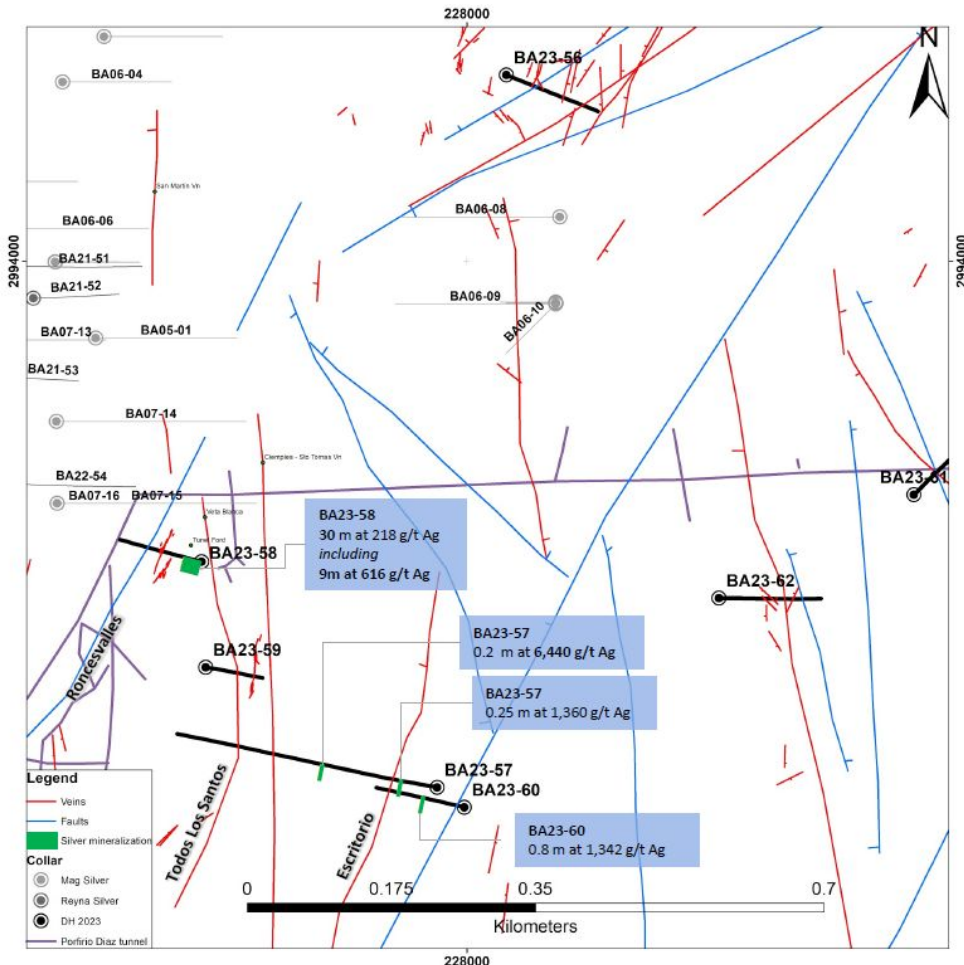 228000
N
BA23-56
BA06-04
San Martin Vn
BA06-06
BA06-08
2994000
2994000
BA21-51
BA21-52
BA06-09
BA06-10
BA07-13
BA05-01
BA21-53
BA07-14
Ciempies - Sto Tomas Vn
BA22-54
BA07-16
BA07-15
BA23-61
Veta Blanca
Tunel Ford
BA23-58
BA23-58
30 m at 218 g/t Ag
including
9m at 616 g/t Ag
BA23-62
Roncesvalles
BA23-59
BA23-57
0.2 m at 6,440 g/t Ag
BA23-57
0.25 m at 1,360 g/t Ag
BA23-57
BA23-60
Todos Los Santos
Escritorio
BA23-60
0.8 m at 1,342 g/t Ag
Legend
Veins
Faults
Silver mineralization
Collar
Mag Silver
Reyna Silver
DH 2023
Porfirio Diaz tunnel
0 0.175 0.35 0.7
Kilometers
228000